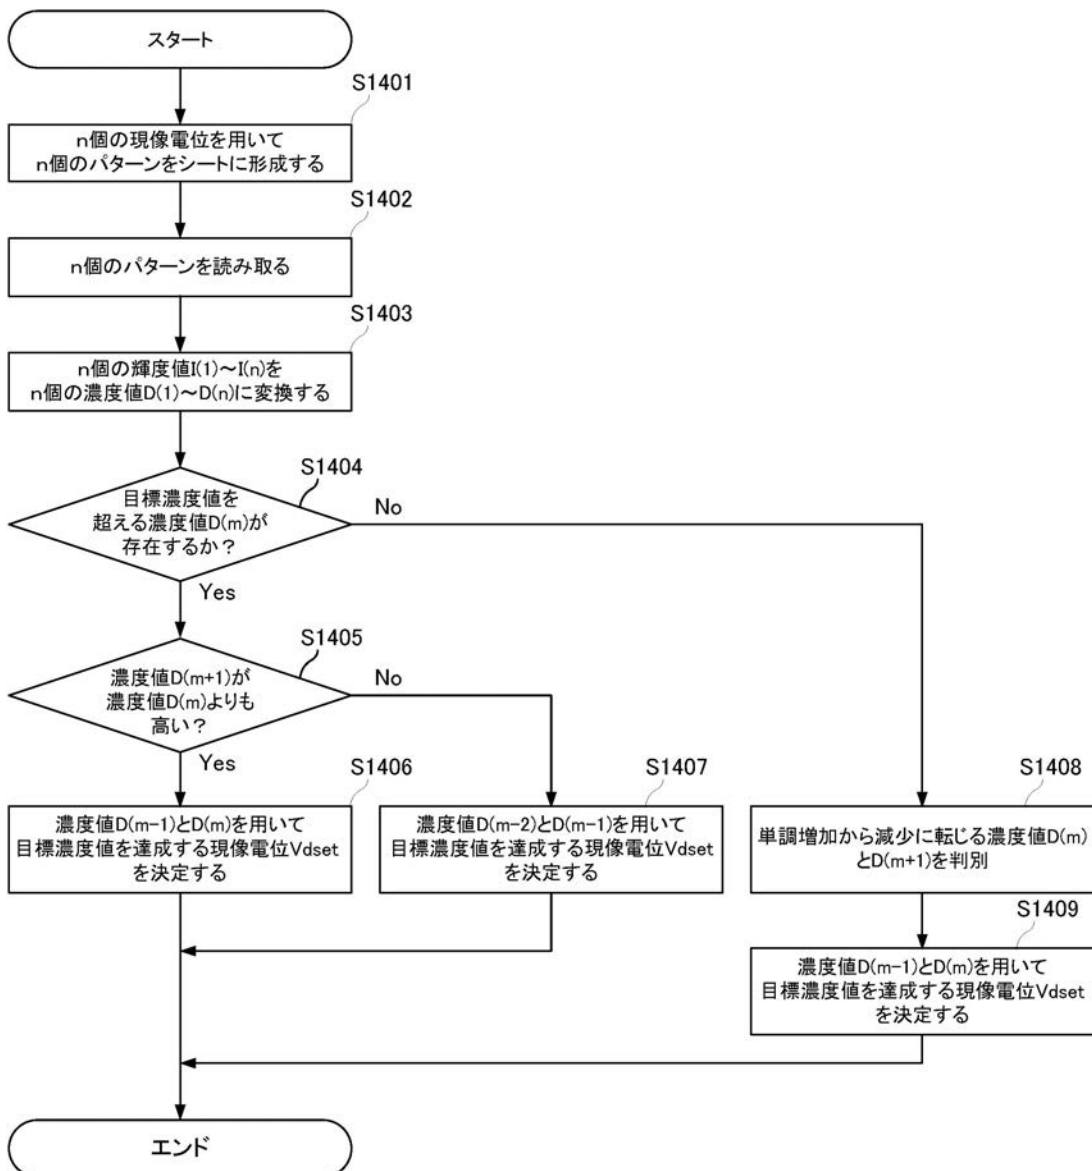 スタート
S1401
n個の現像電位を用いて
n個のパターンをシートに形成する
S1402
n個のパターンを読み取る
S1403
n個の輝度値I(1)～I(n)を
n個の濃度値D(1)～D(n)に変換する
S1404
目標濃度値を
超える濃度値D(m)が
存在するか？
No
Yes
S1405
濃度値D(m+1)が
濃度値D(m)よりも
高い？
No
Yes
S1406
濃度値D(m-1)とD(m)を用いて
目標濃度値を達成する現像電位Vdset
を決定する
S1407
濃度値D(m-2)とD(m-1)を用いて
目標濃度値を達成する現像電位Vdset
を決定する
S1408
単調増加から減少に転じる濃度値D(m)
とD(m+1)を判別
S1409
濃度値D(m-1)とD(m)を用いて
目標濃度値を達成する現像電位Vdset
を決定する
エンド